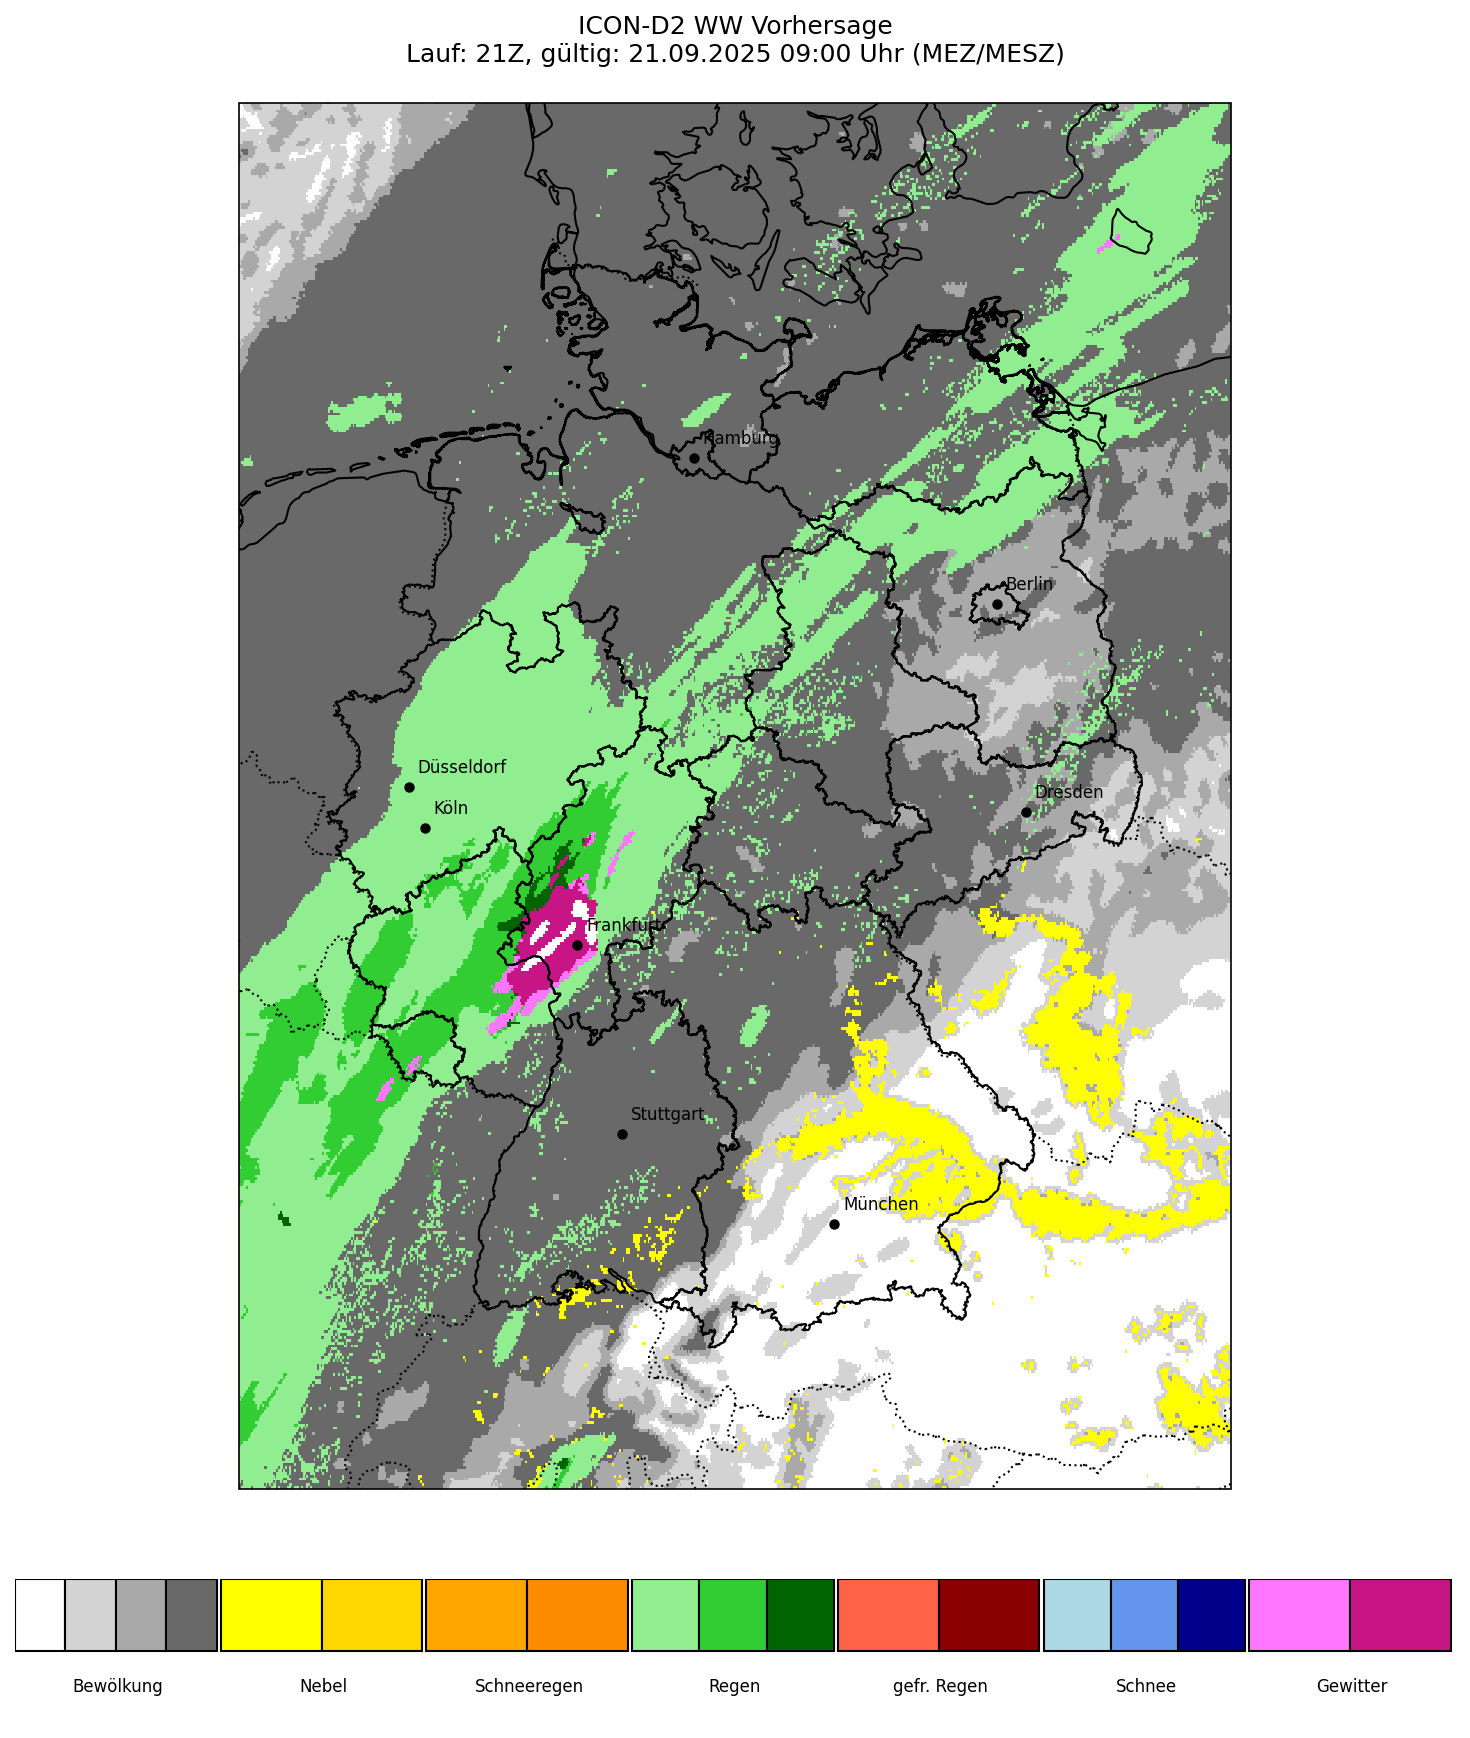 ICON-D2 WW Vorhersage
Lauf: 21Z, gültig: 21.09.2025 09:00 Uhr (MEZ/MESZ)
Hamburg
Berlin
Düsseldorf
Dresden
Köln
Frankfurt
Stuttgart
München
Bewölkung
Nebel
Schneeregen
Regen
gefr. Regen
Schnee
Gewitter